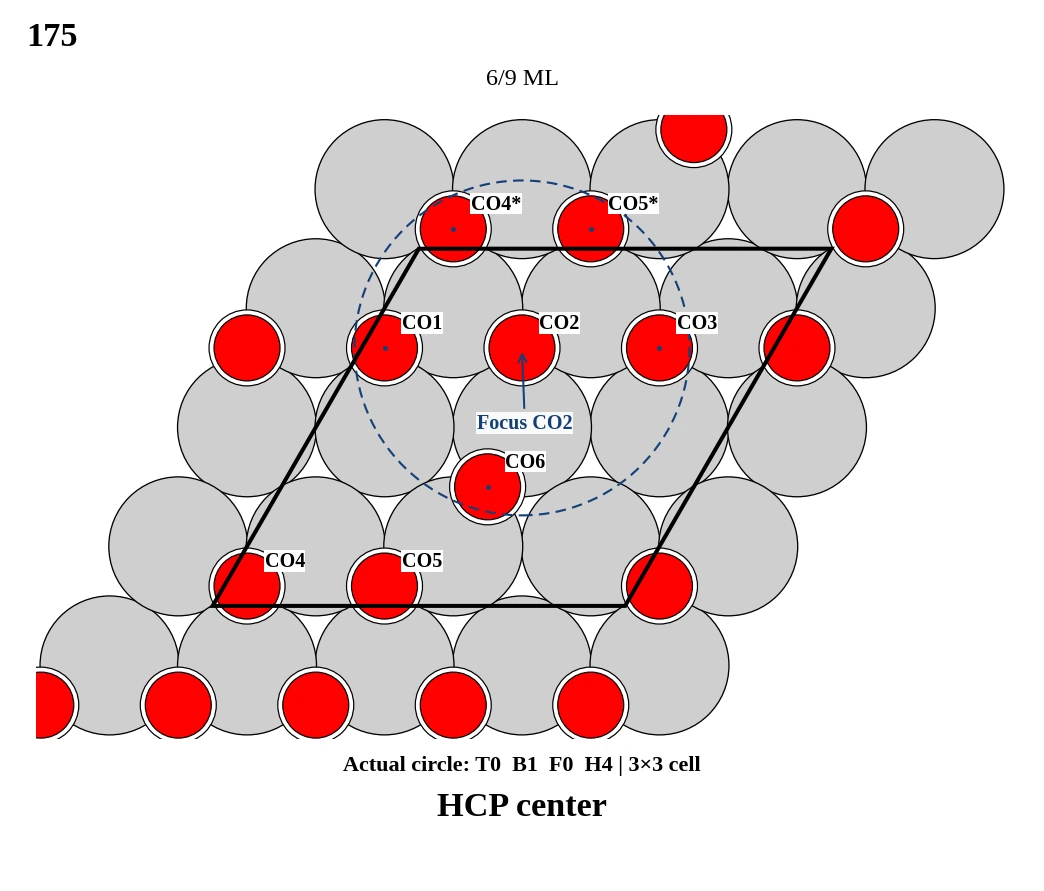 175
6/9 ML
CO4*
CO5*
CO1
CO2
CO3
Focus CO2
CO6
CO4
CO5
Actual circle: T0 B1 F0 H4 | 3×3 cell
HCP center